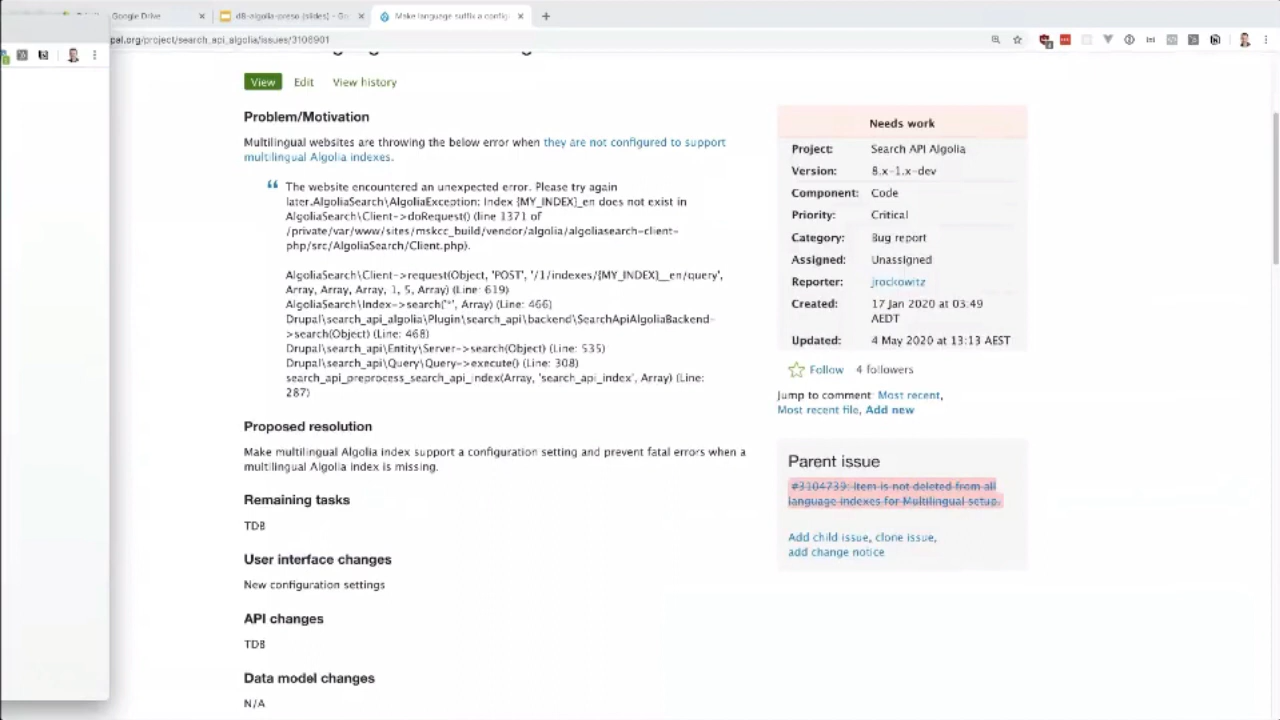 Google Drive
d8-algolia-preso (slides) - Go
Make language suffix a config
pal.org/project/search_api_algolia/issues/3106901
View
Edit
View history
Problem/Motivation
Multilingual websites are throwing the below error when they are not configured to support
multilingual Algolia indexes.
“ The website encountered an unexpected error. Please try again
later.AlgoliaSearch\AlgoliaException: Index [MY_INDEX]_en does not exist in
AlgoliaSearch\Client->doRequest() (line 1371 of
/private/var/www/sites/mskcc_build/vendor/algolia/algoliasearch-client-
php/src/AlgoliaSearch/Client.php).
AlgoliaSearch\Client->request(Object, 'POST', '/1/indexes/[MY_INDEX]__en/query',
Array, Array, Array, 1, 5, Array) (Line: 619)
AlgoliaSearch\Index->search('*', Array) (Line: 466)
Drupal\search_api_algolia\Plugin\search_api\backend\SearchApiAlgoliaBackend-
>search(Object) (Line: 468)
Drupal\search_api\Entity\Server->search(Object) (Line: 535)
Drupal\search_api\Query\Query->execute() (Line: 308)
search_api_preprocess_search_api_index(Array, 'search_api_index', Array) (Line:
287)
Proposed resolution
Make multilingual Algolia index support a configuration setting and prevent fatal errors when a
multilingual Algolia index is missing.
Remaining tasks
TDB
User interface changes
New configuration settings
API changes
TDB
Data model changes
N/A
Needs work
Project: Search API Algolia
Version: 8.x-1.x-dev
Component: Code
Priority: Critical
Category: Bug report
Assigned: Unassigned
Reporter: jrockowitz
Created: 17 Jan 2020 at 03:49
AEDT
Updated: 4 May 2020 at 13:13 AEST
Follow 4 followers
Jump to comment: Most recent,
Most recent file, Add new
Parent issue
#3104739: Item is not deleted from all
language indexes for Multilingual setup.
Add child issue, clone issue,
add change notice